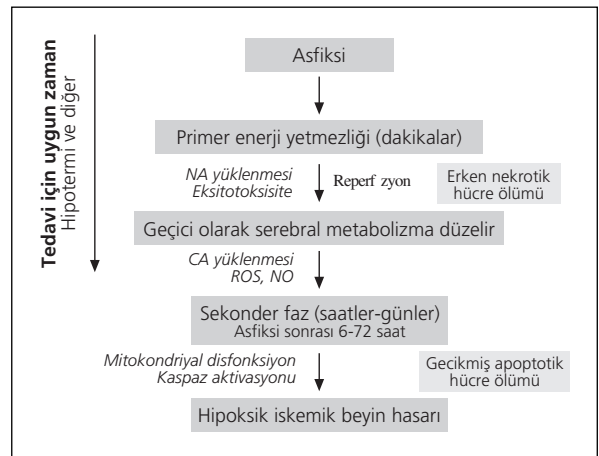 Tedavi için uygun zaman
Hipotermi ve diğer
Asfiksi
Primer enerji yetmezliği (dakikalar)
NA yüklenmesi
Eksitotoksisite
Reperf zyon
Erken nekrotik
hücre ölümü
Geçici olarak serebral metabolizma düzelir
CA yüklenmesi
ROS, NO
Sekonder faz (saatler-günler)
Asfiksi sonrası 6-72 saat
Mitokondriyal disfonksiyon
Kaspaz aktivasyonu
Gecikmiş apoptotik
hücre ölümü
Hipoksik iskemik beyin hasarı